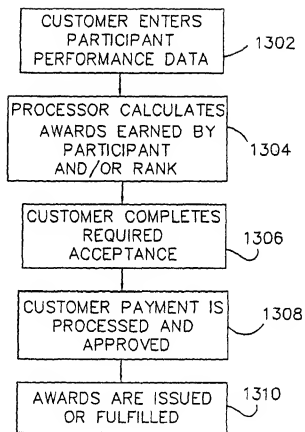 CUSTOMER ENTERS
PARTICIPANT
PERFORMANCE DATA
1302
PROCESSOR CALCULATES
AWARDS EARNED BY
PARTICIPANT
AND/OR RANK
1304
CUSTOMER COMPLETES
REQUIRED
ACCEPTANCE
1306
CUSTOMER PAYMENT IS
PROCESSED AND
APPROVED
1308
AWARDS ARE ISSUED
OR FULFILLED
1310